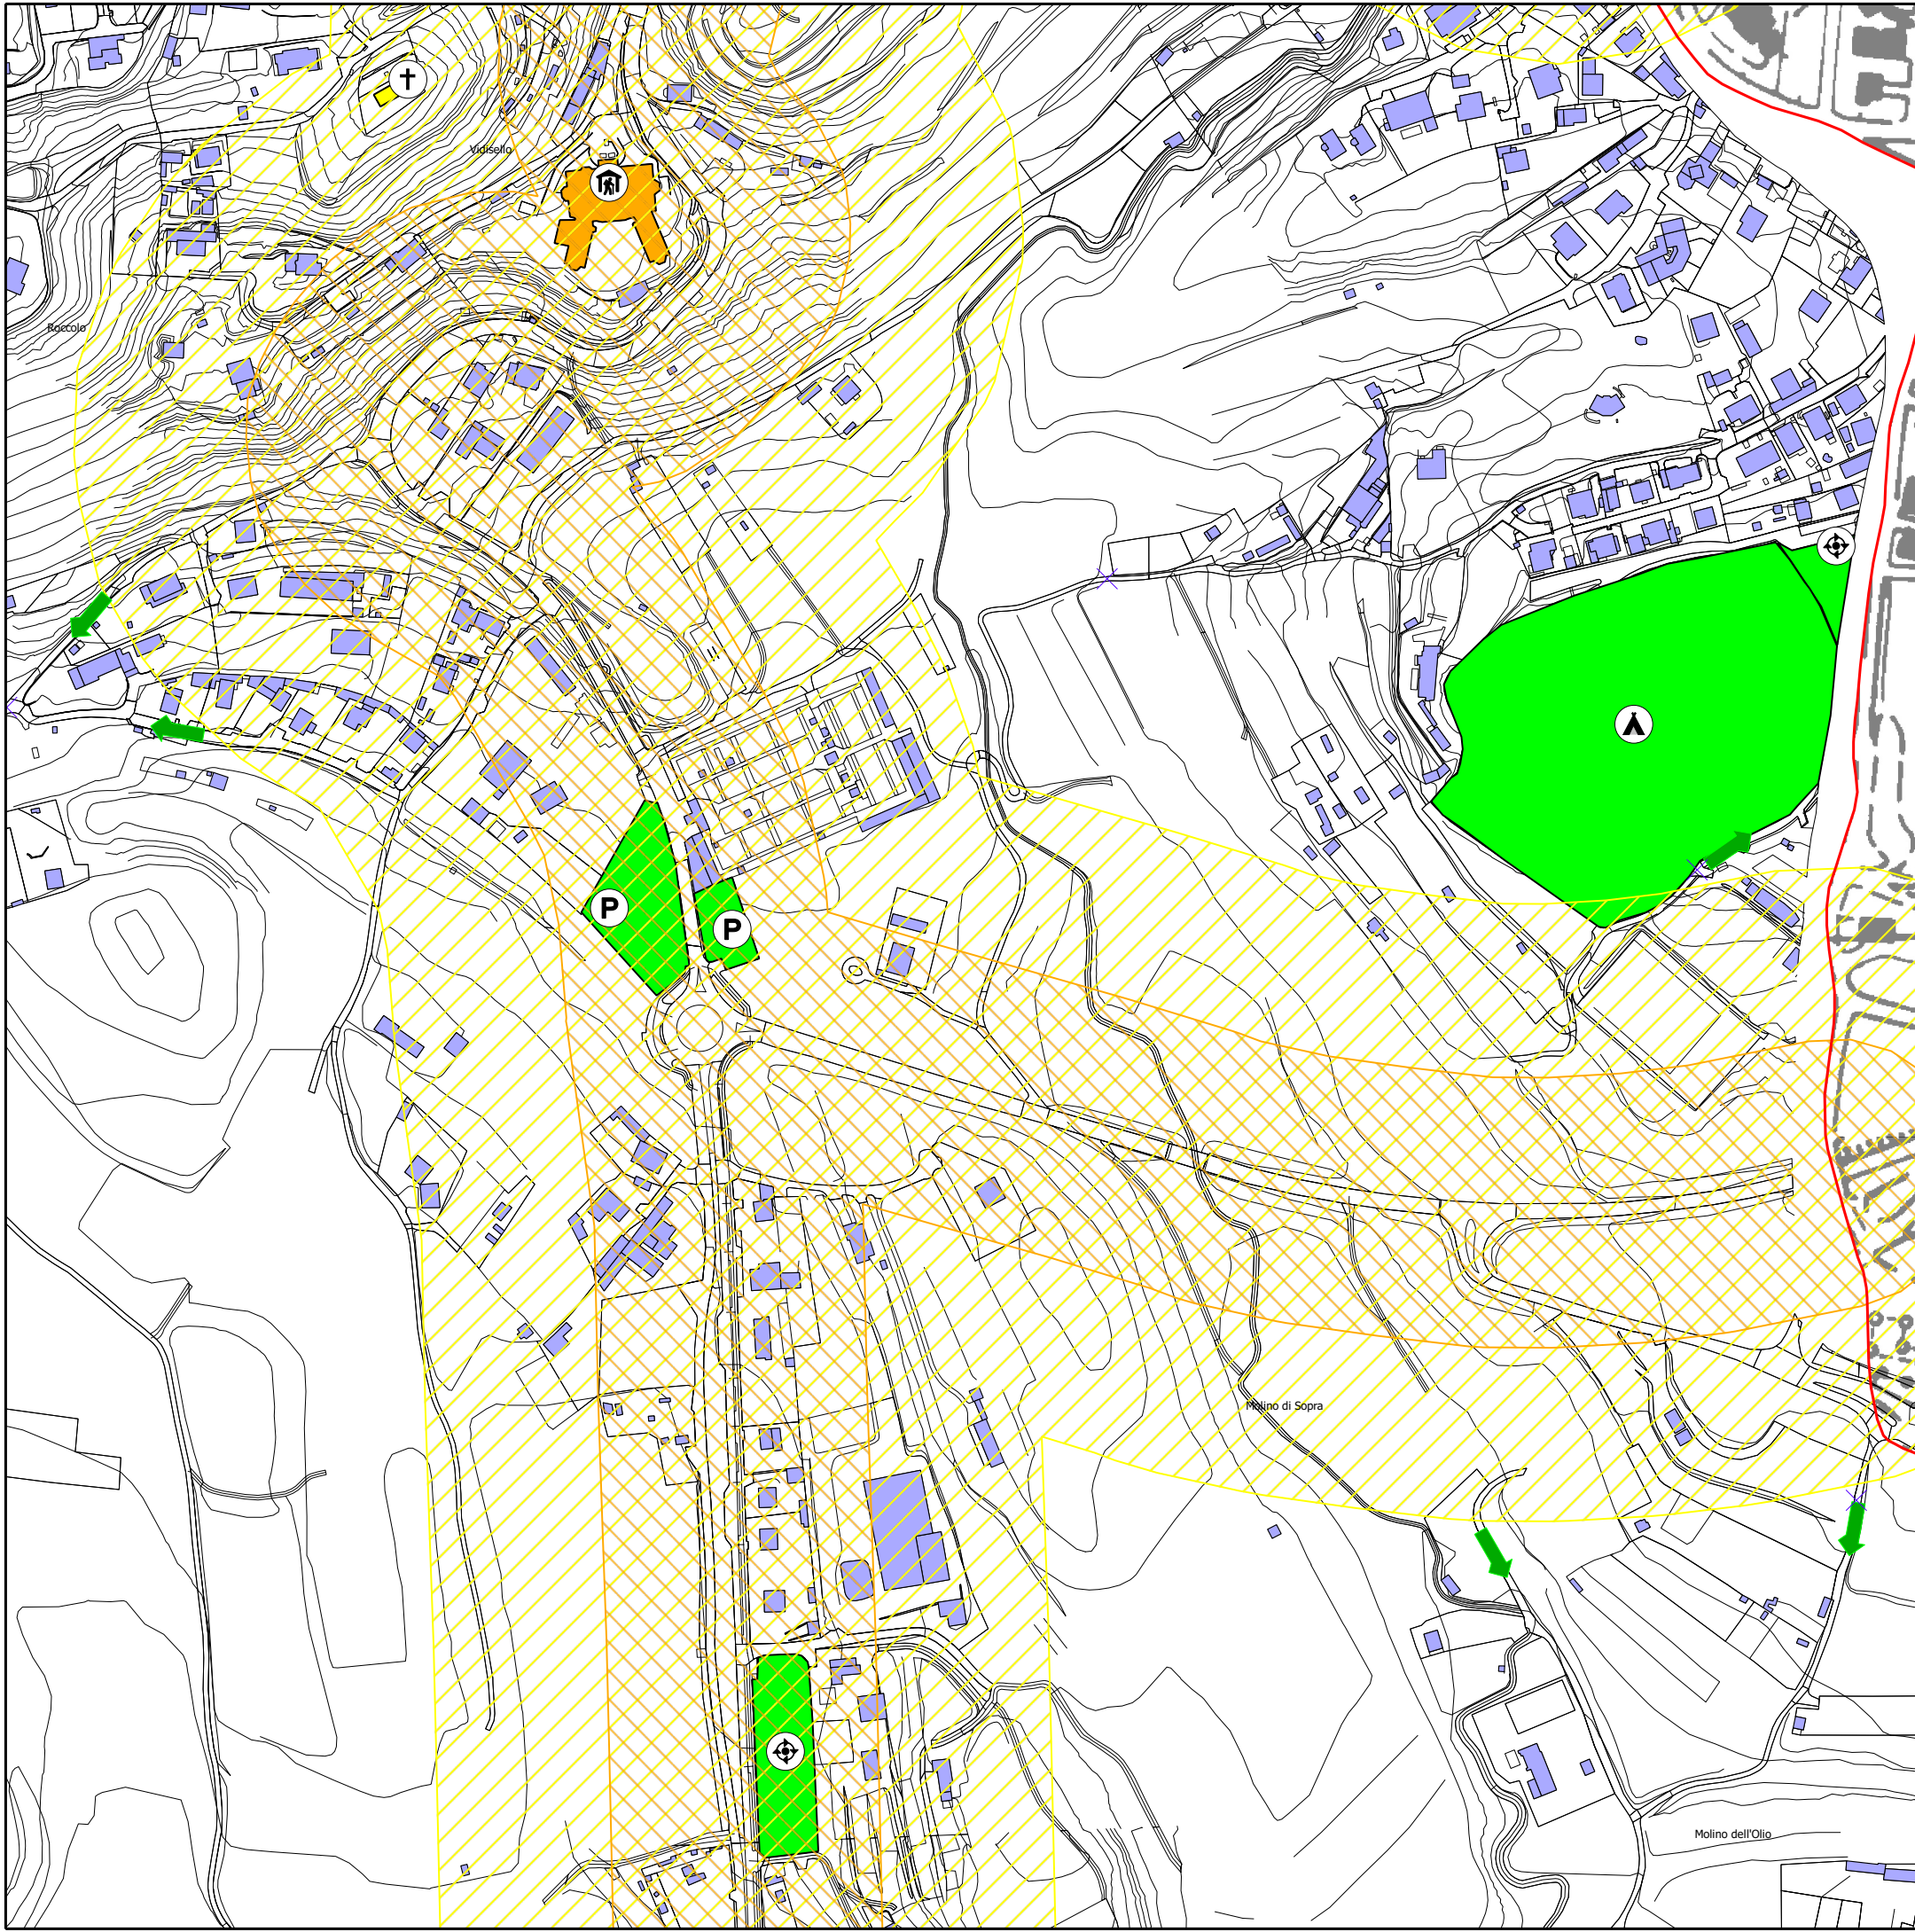 Vidisello
Roccolo
P
P
Molino di Sopra
Molino dell'Olio